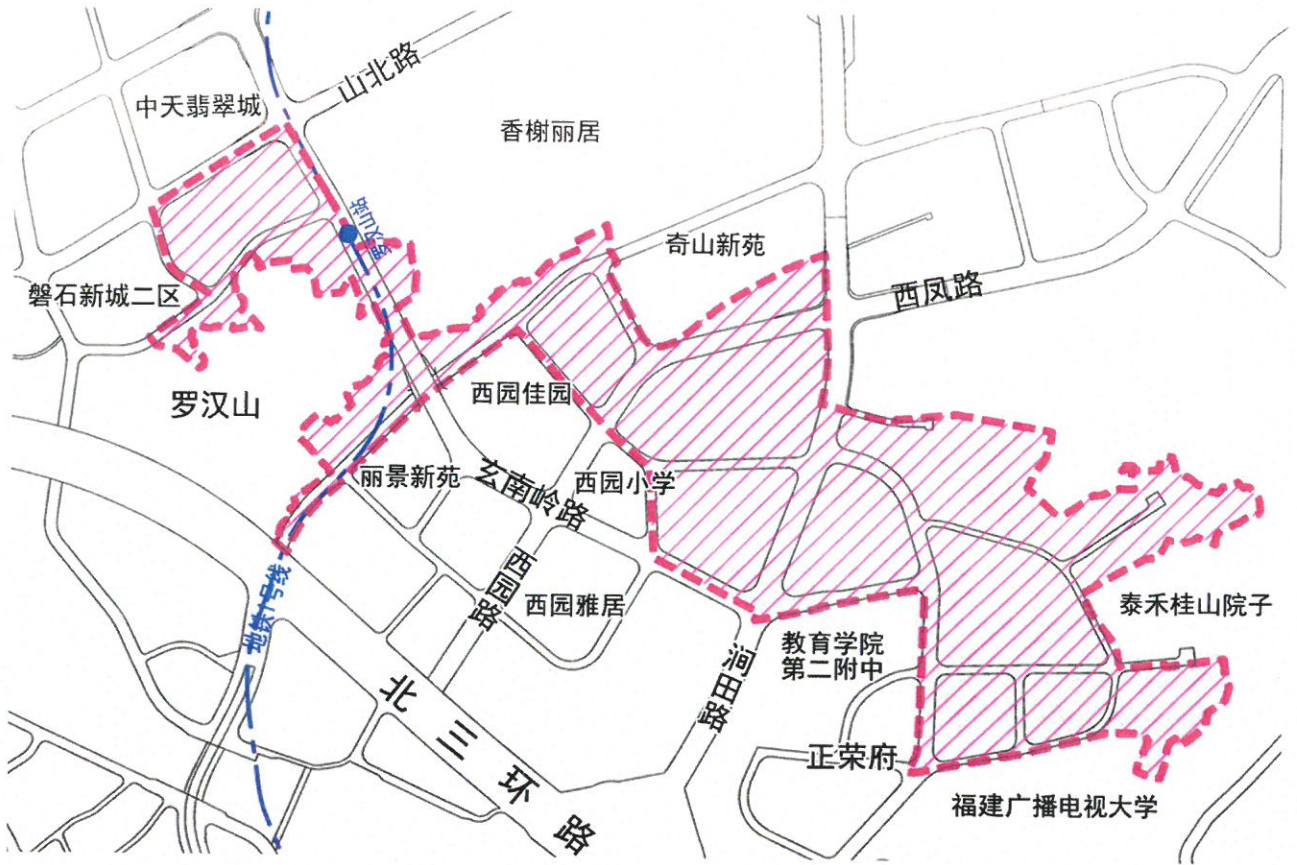 山北路
中天翡翠城
香榭丽居
罗汉山站
奇山新苑
磐石新城二区
西凤路
罗汉山
西园佳园
丽景新苑
玄南岭路
西园小学
西园路
西园雅居
地铁1号线
泰禾桂山院子
教育学院
第二附中
涧田路
北三环路
正荣府
福建广播电视大学